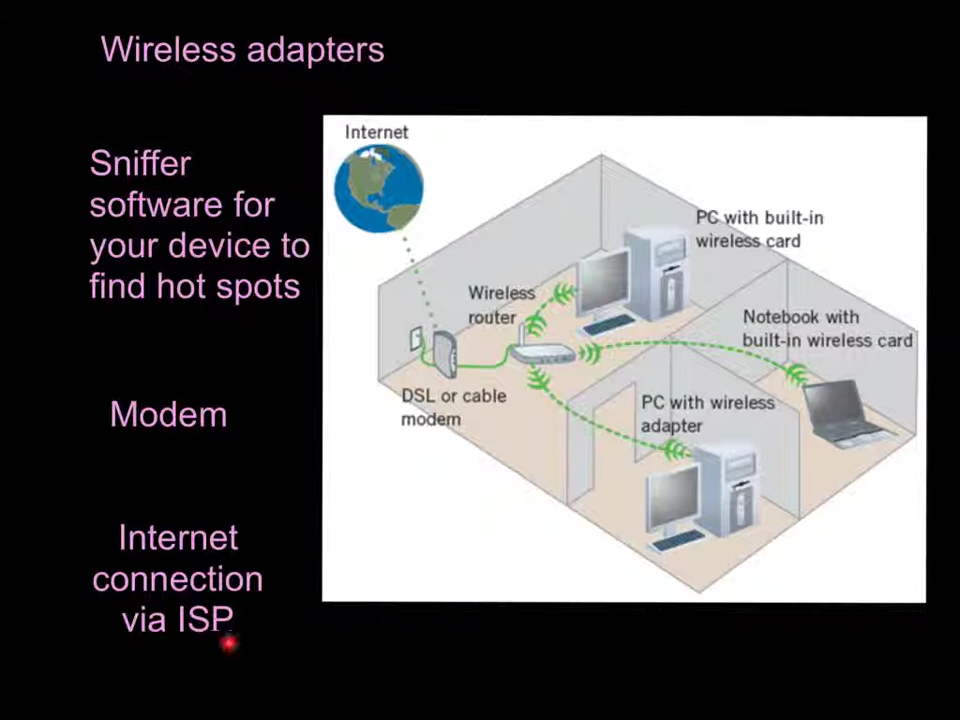 Wireless adapters
Sniffer
software for
your device to
find hot spots
Modem
Internet
connection
via ISP
Internet
PC with built-in
wireless card
Wireless
router
Notebook with
built-in wireless card
DSL or cable
modem
PC with wireless
adapter